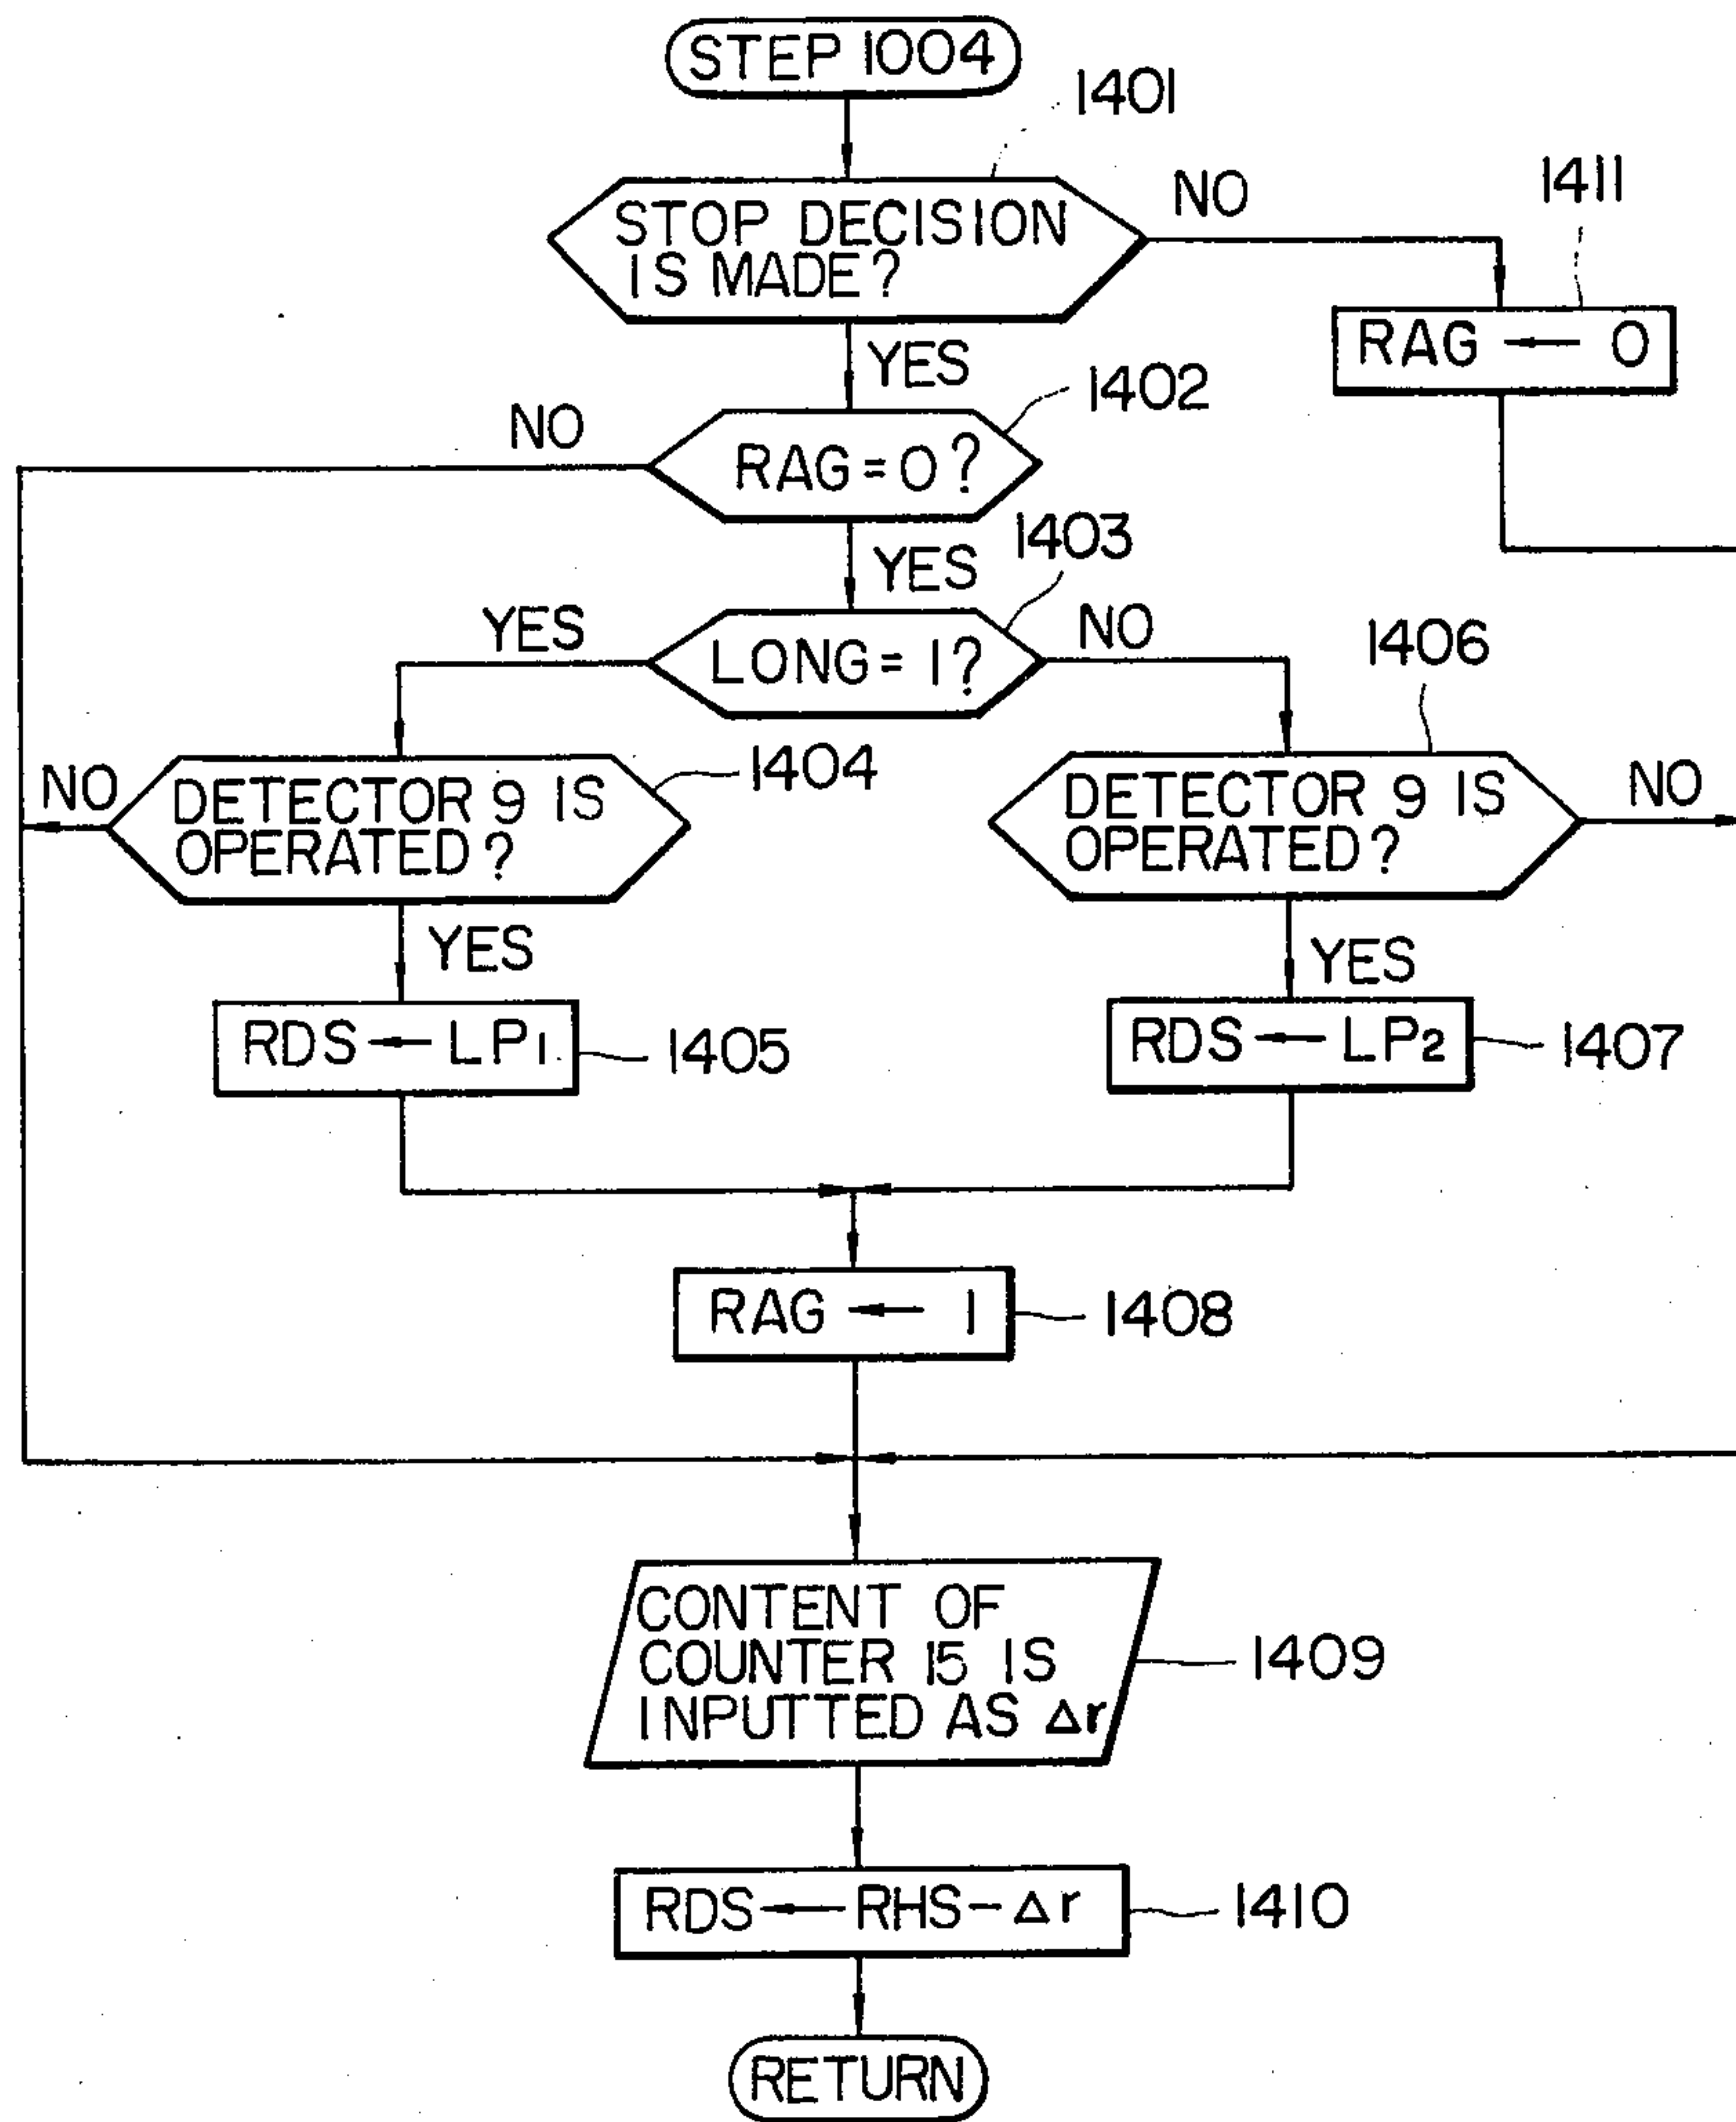 STEP 1004
1401
STOP DECISION
IS MADE?
NO
1411
RAG ← 0
YES
1402
NO
RAG = 0?
YES
1403
YES
LONG = 1?
NO
1406
NO
DETECTOR 9 IS
OPERATED?
1404
DETECTOR 9 IS
OPERATED?
NO
YES
YES
RDS ← LP1
1405
RDS ← LP2
1407
RAG ← 1
1408
CONTENT OF
COUNTER 15 IS
INPUTTED AS Δr
1409
RDS ← RHS - Δr
1410
RETURN